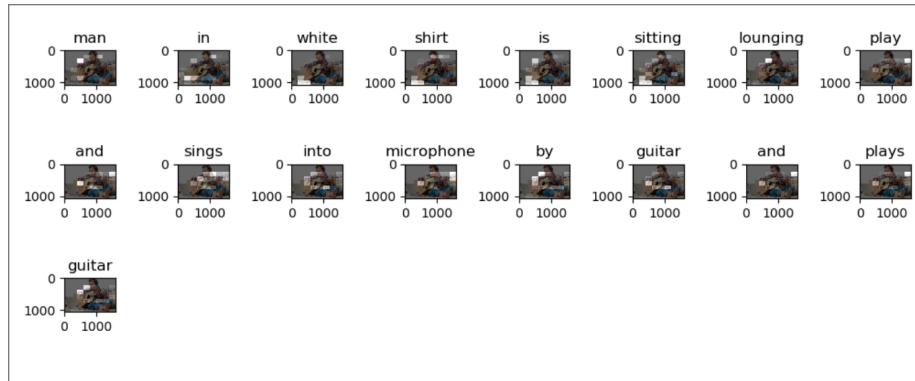 man in white shirt is sitting lounging play
0 0 0 0 0 0 0 0
1000 1000 1000 1000 1000 1000 1000 1000
0 1000 0 1000 0 1000 0 1000 0 1000 0 1000 0 1000 0 1000
and sings into microphone by guitar and plays
0 0 0 0 0 0 0 0
1000 1000 1000 1000 1000 1000 1000 1000
0 1000 0 1000 0 1000 0 1000 0 1000 0 1000 0 1000 0 1000
guitar
0
1000
0 1000